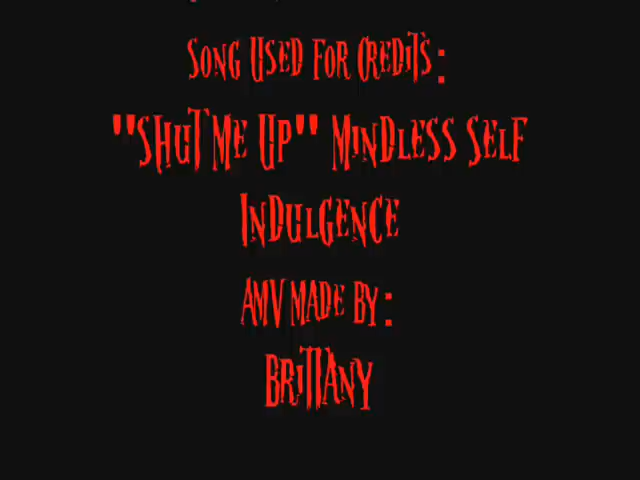 Song Used For Credits:
"Shut Me Up" Mindless Self
Indulgence
AMV Made By:
Brittany